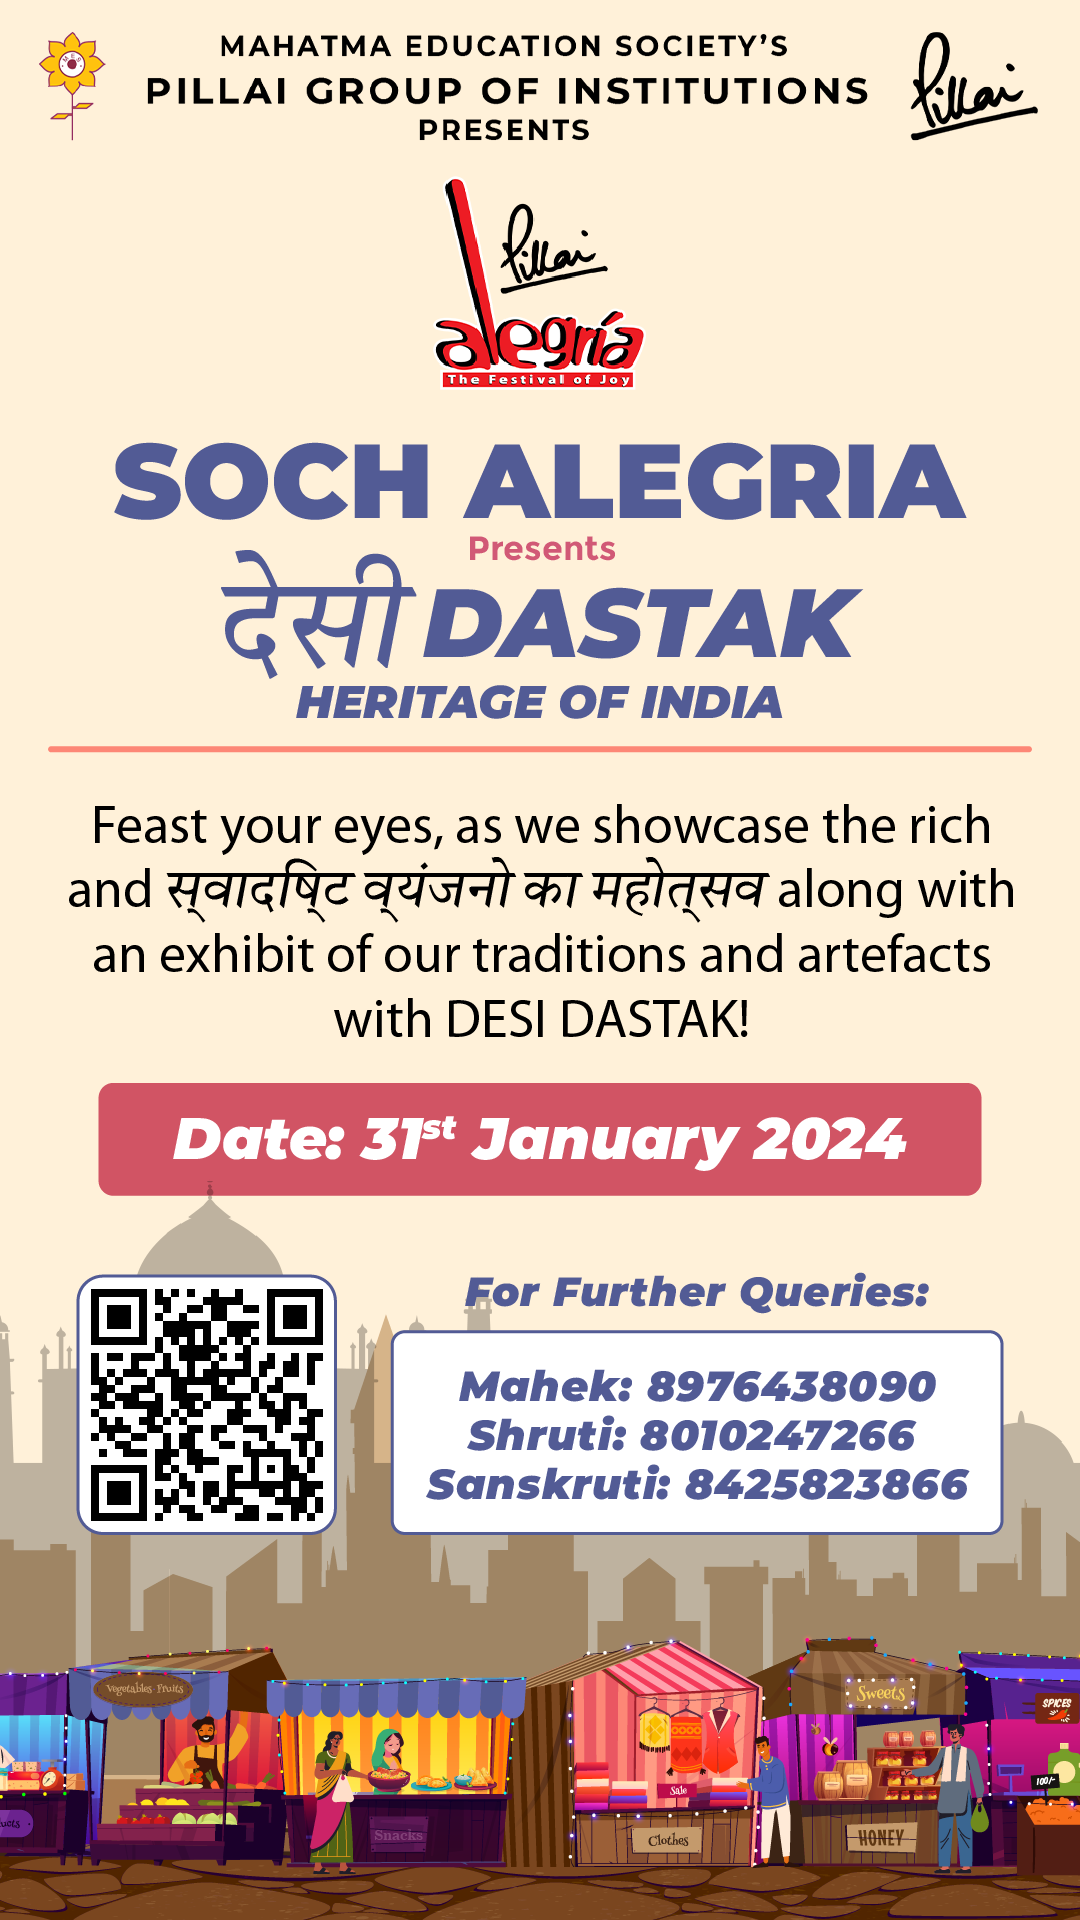 MAHATMA EDUCATION SOCIETY'S
PILLAI GROUP OF INSTITUTIONS
PRESENTS
Pillai
Pillai
alegría
The Festival of Joy
SOCH ALEGRIA
Presents
देसी DASTAK
HERITAGE OF INDIA
Feast your eyes, as we showcase the rich
and स्वादष्टि व्यंजनो का महोत्सव along with
an exhibit of our traditions and artefacts
with DESI DASTAK!
Date: 31st January 2024
For Further Queries:
Mahek: 8976438090
Shruti: 8010247266
Sanskruti: 8425823866
Vegetables Fruits
Sweets
SPICES
Sale
100/-
Snacks
Clothes
HONEY